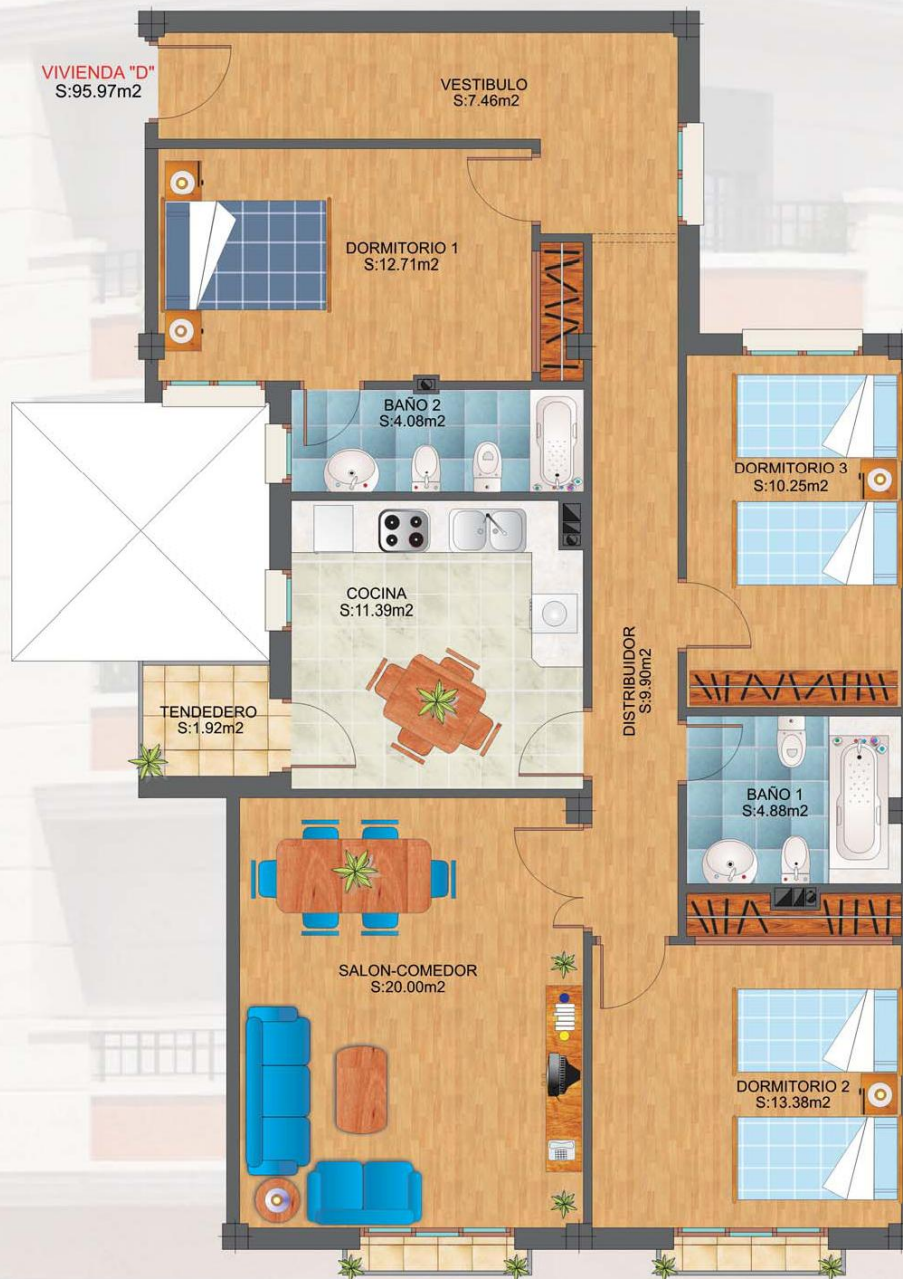 VIVIENDA "D"
S:95.97m2
VESTIBULO
S:7.46m2
DORMITORIO 1
S:12.71m2
BAÑO 2
S:4.08m2
DORMITORIO 3
S:10.25m2
COCINA
S:11.39m2
DISTRIBUIDOR
S:9.90m2
TENDEDERO
S:1.92m2
BAÑO 1
S:4.88m2
SALON-COMEDOR
S:20.00m2
DORMITORIO 2
S:13.38m2